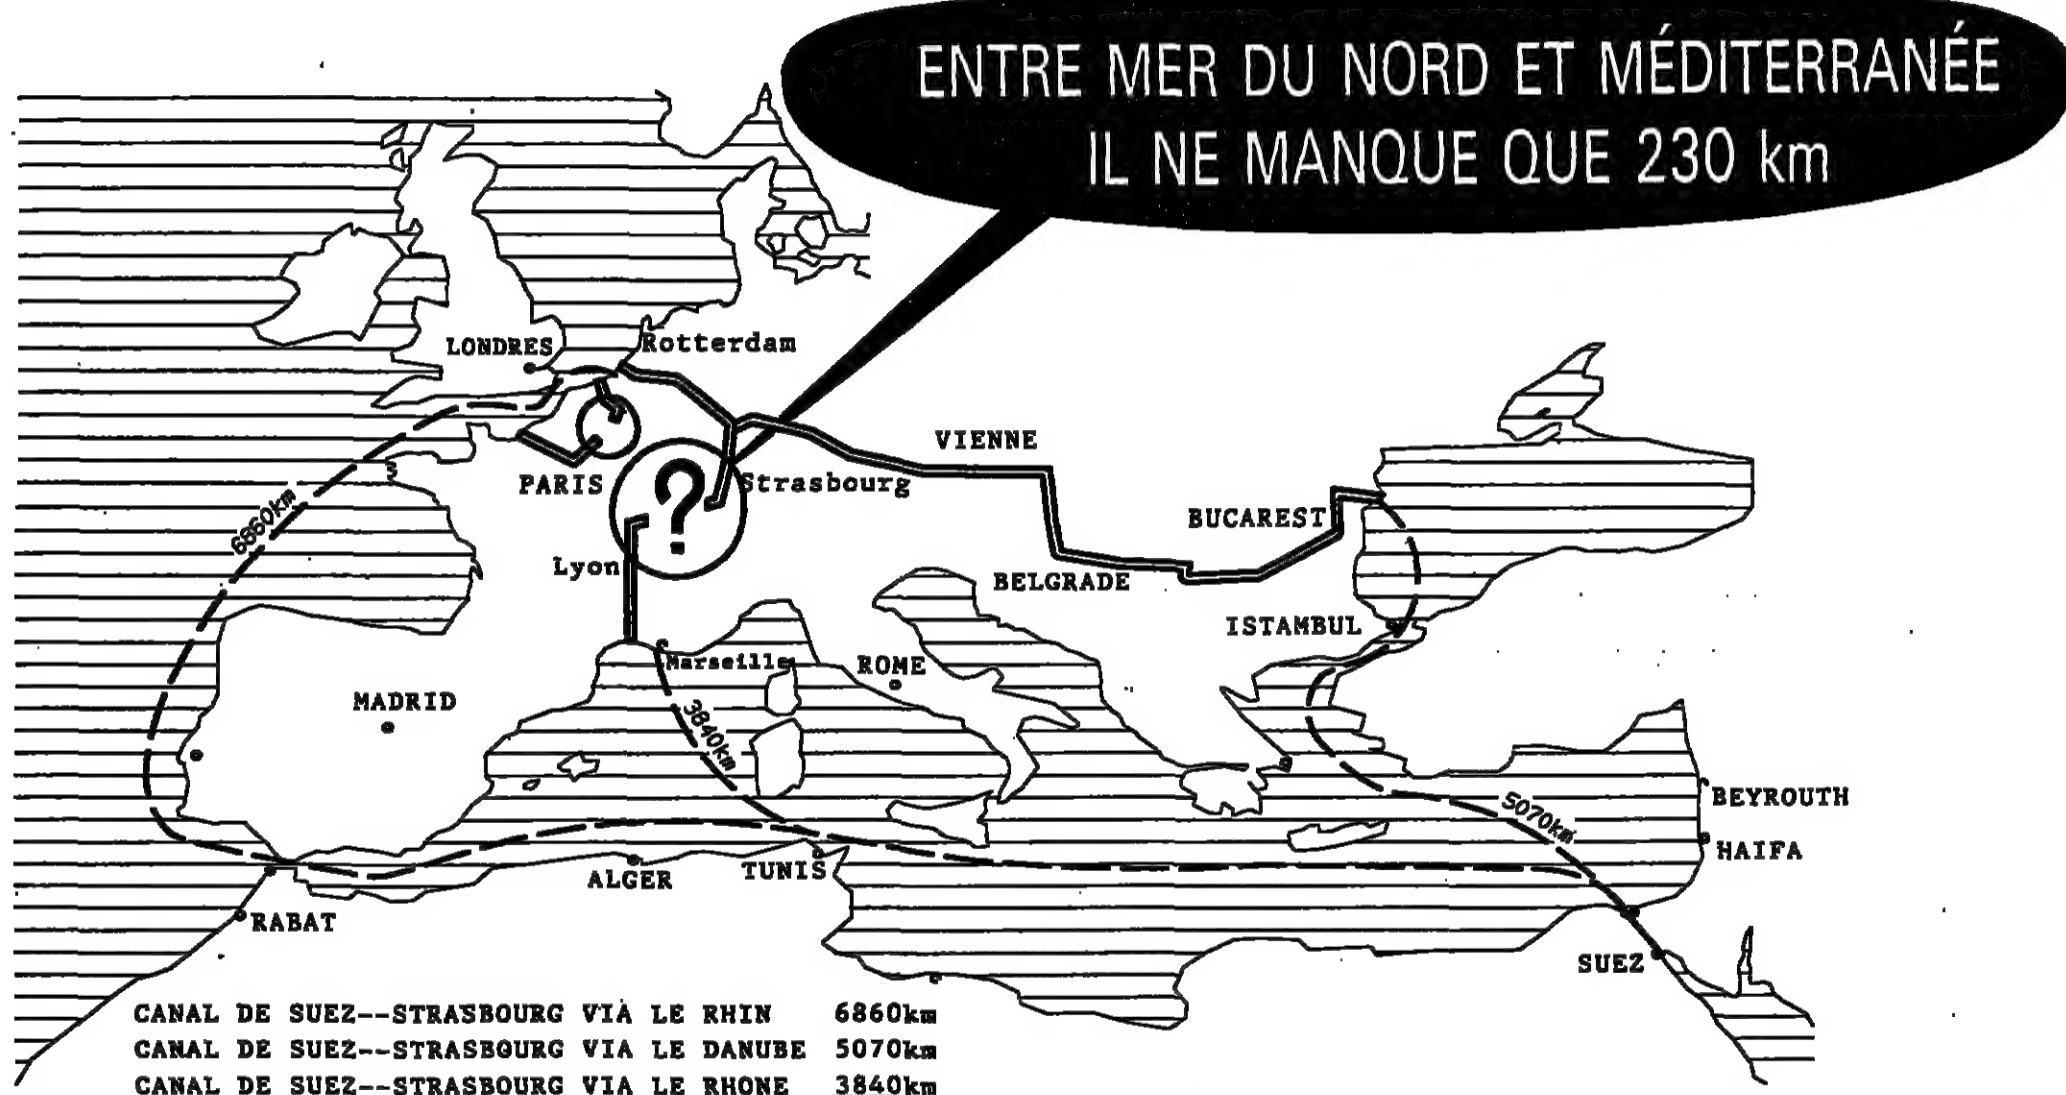 ENTRE MER DU NORD ET MÉDITERRANÉE
IL NE MANQUE QUE 230 km
LONDRES
Rotterdam
VIENNE
PARIS
?
Strasbourg
6860km
BUCAREST
Lyon
BELGRADE
ISTAMBUL
Marseille
ROME
MADRID
3840km
BEYROUTH
5070km
HAIFA
TUNIS
ALGER
RABAT
SUEZ
CANAL DE SUEZ--STRASBOURG VIA LE RHIN 6860km
CANAL DE SUEZ--STRASBOURG VIA LE DANUBE 5070km
CANAL DE SUEZ--STRASBOURG VIA LE RHONE 3840km